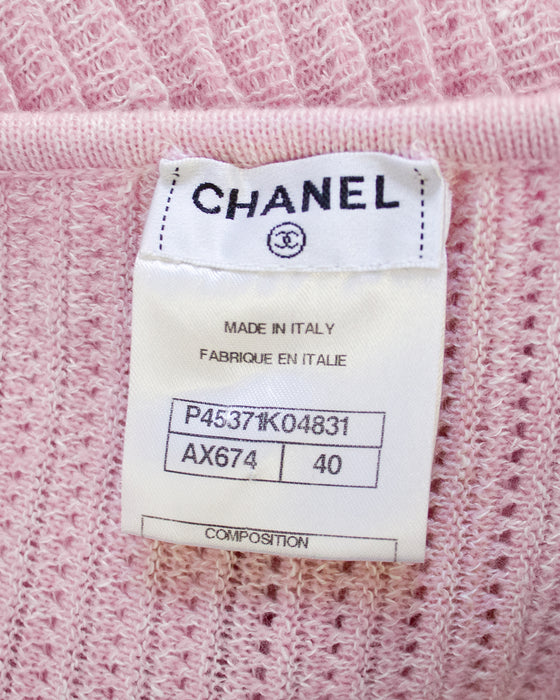 CHANEL
MADE IN ITALY
FABRIQUE EN ITALIE
P45371K04831
AX674 40
COMPOSITION